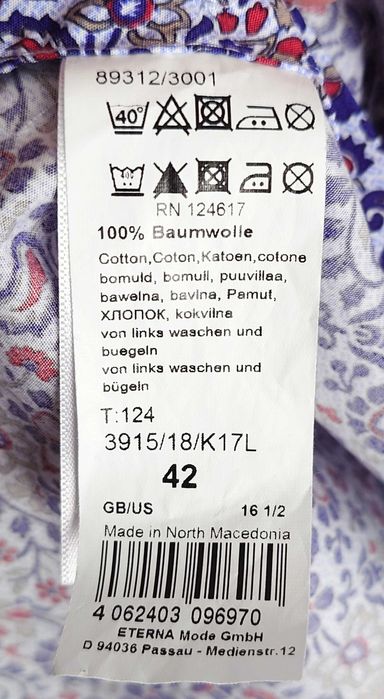 89312/3001
40°
RN 124617
100% Baumwolle
Cotton,Coton,Katoen,cotone
bomuld, bomull, puuvillaa,
bawelna, bavlna, Pamut,
ХЛОПОК, kokvilna
von links waschen und
buegeln
von links waschen und
bügeln
T:124
3915/18/K17L
42
GB/US 16 1/2
Made in North Macedonia
4 062403 096970
ETERNA Mode GmbH
D 94036 Passau - Medienstr.12